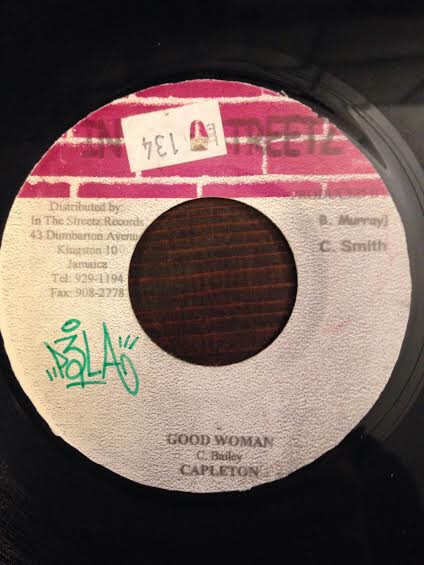 IN STREETZ
134
Distributed by:
In The Streetz Records
43 Dumbarton Avenue
Kingston 10
Jamaica
Tel: 929-1194
Fax: 908-2778
B. Murray)
C. Smith
GOOD WOMAN
C. Bailey
CAPLETON